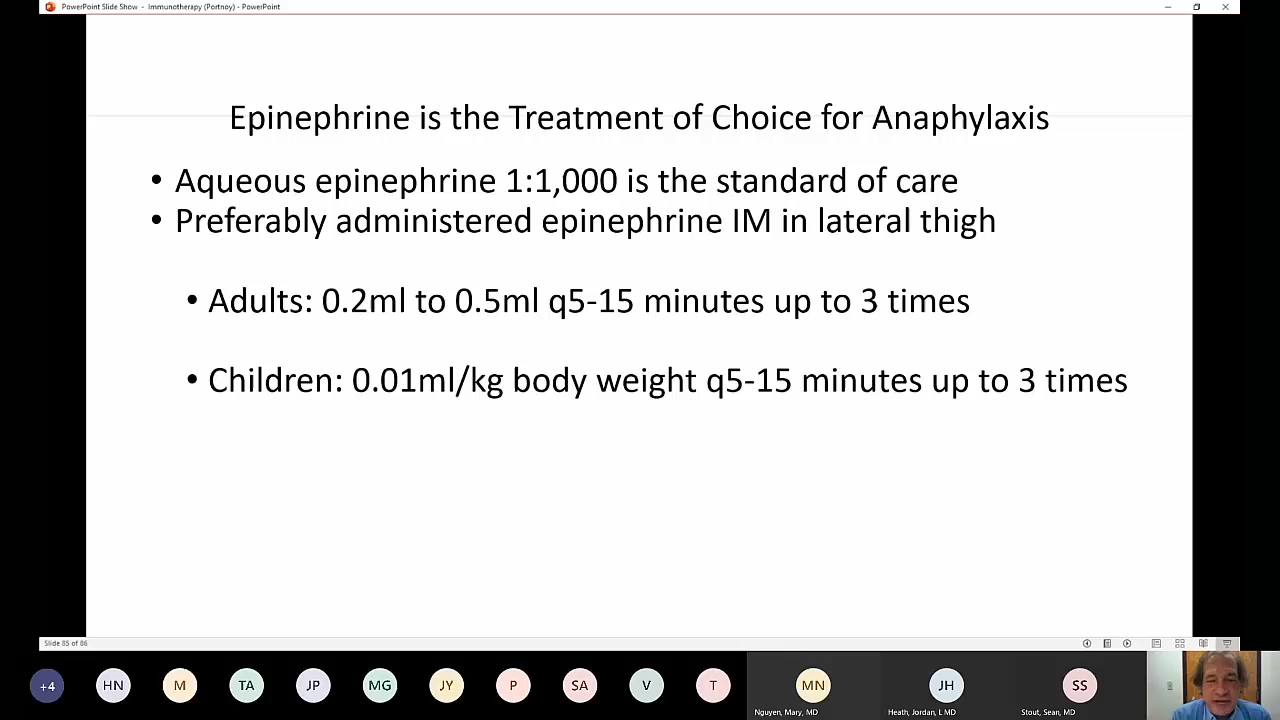 PowerPoint Slide Show - Immunotherapy (Portnoy) - PowerPoint
Epinephrine is the Treatment of Choice for Anaphylaxis
• Aqueous epinephrine 1:1,000 is the standard of care
• Preferably administered epinephrine IM in lateral thigh
• Adults: 0.2ml to 0.5ml q5-15 minutes up to 3 times
• Children: 0.01ml/kg body weight q5-15 minutes up to 3 times
Slide 85 of 86
+4 HN M TA JP MG JY P SA V T MN JH SS
Nguyen, Mary, MD Heath, Jordan, L MD Stout, Sean, MD